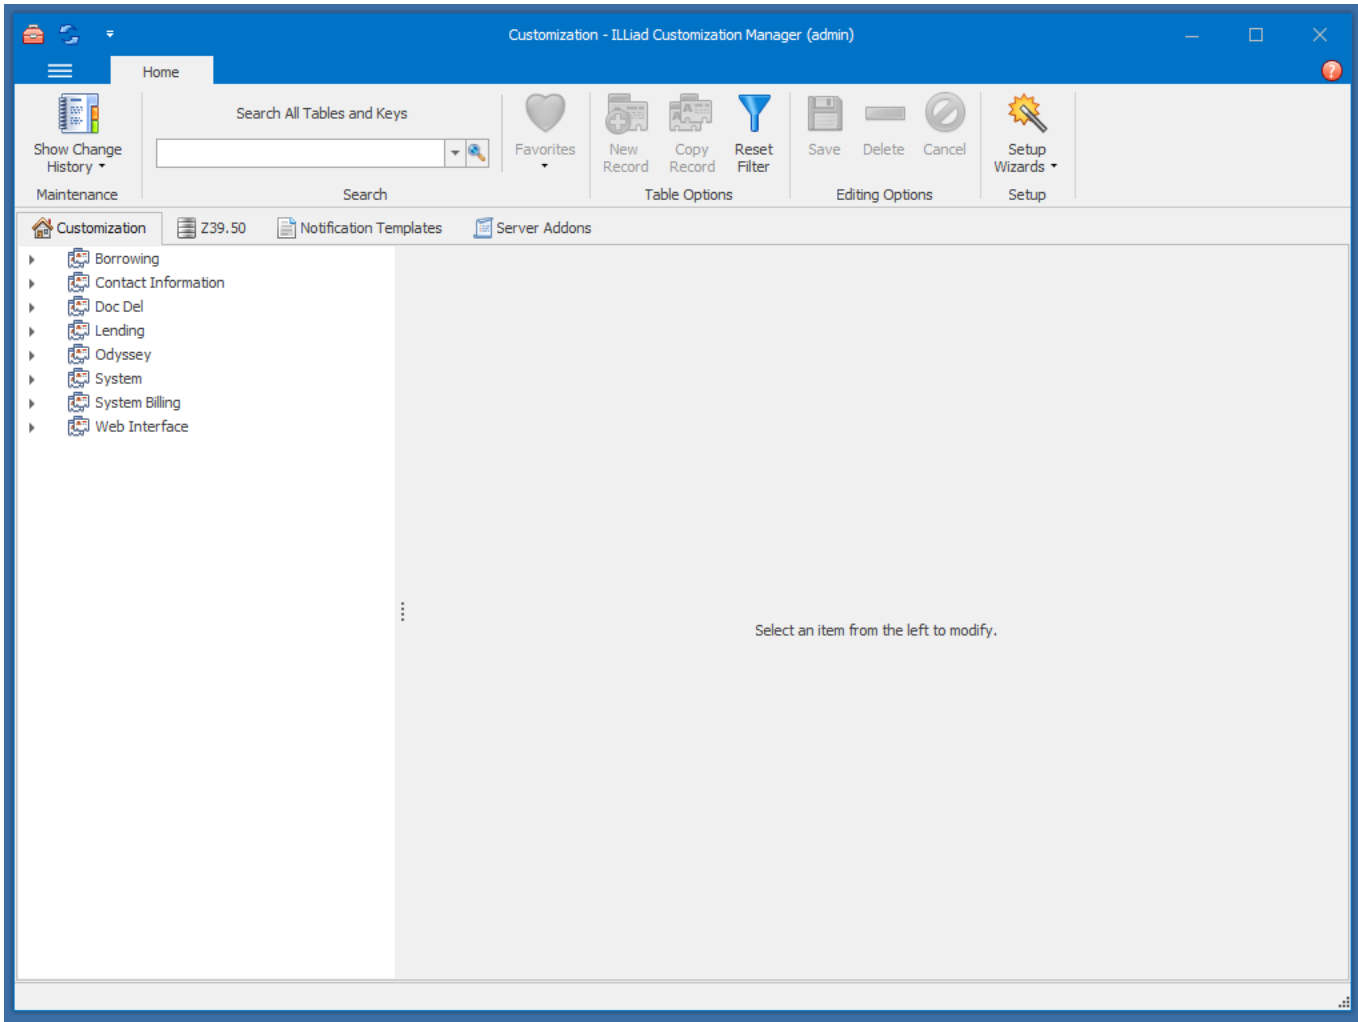 Customization - ILLiad Customization Manager (admin)
Home
Show Change History
Search All Tables and Keys
Favorites
New Record
Copy Record
Reset Filter
Save
Delete
Cancel
Setup Wizards
Maintenance
Search
Table Options
Editing Options
Setup
Customization
Z39.50
Notification Templates
Server Addons
Borrowing
Contact Information
Doc Del
Lending
Odyssey
System
System Billing
Web Interface
Select an item from the left to modify.